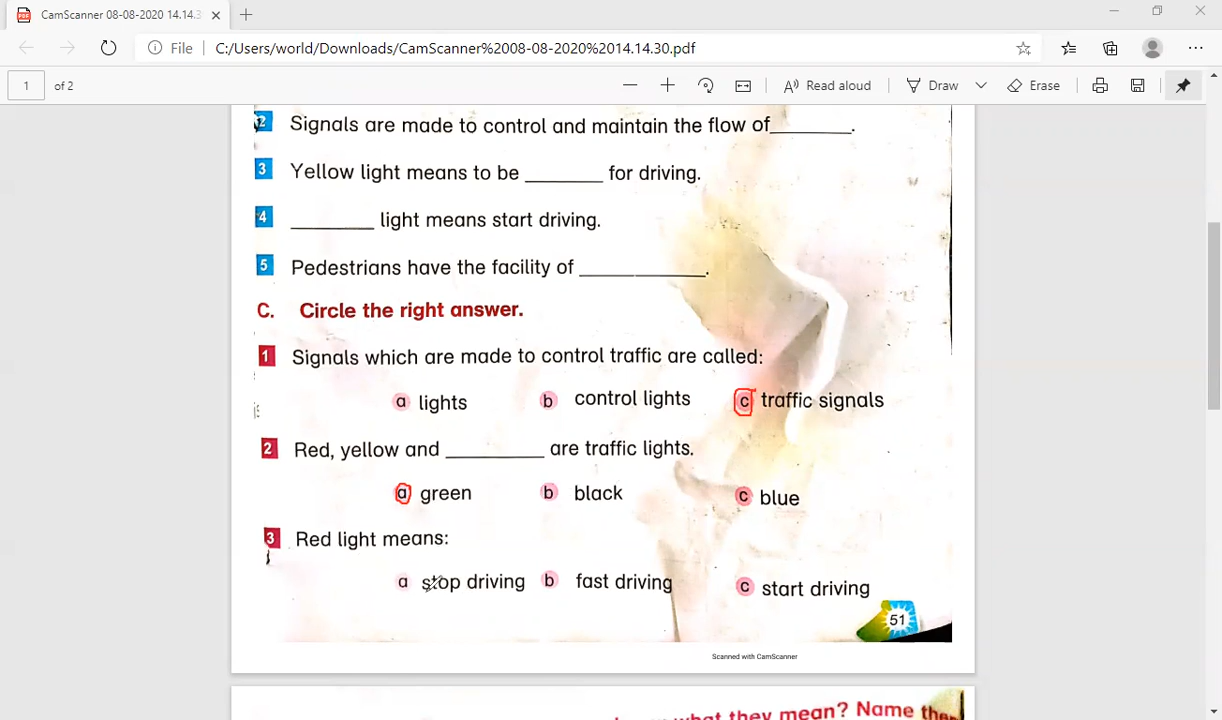 CamScanner 08-08-2020 14.14.3
File C:/Users/world/Downloads/CamScanner%2008-08-2020%2014.14.30.pdf
1 of 2 Read aloud Draw Erase
2 Signals are made to control and maintain the flow of________.
3 Yellow light means to be ________ for driving.
4 ________ light means start driving.
5 Pedestrians have the facility of ____________.
C. Circle the right answer.
1 Signals which are made to control traffic are called:
a lights b control lights c traffic signals
2 Red, yellow and __________ are traffic lights.
a green b black c blue
3 Red light means:
a stop driving b fast driving c start driving
51
Scanned with CamScanner
what they mean? Name the